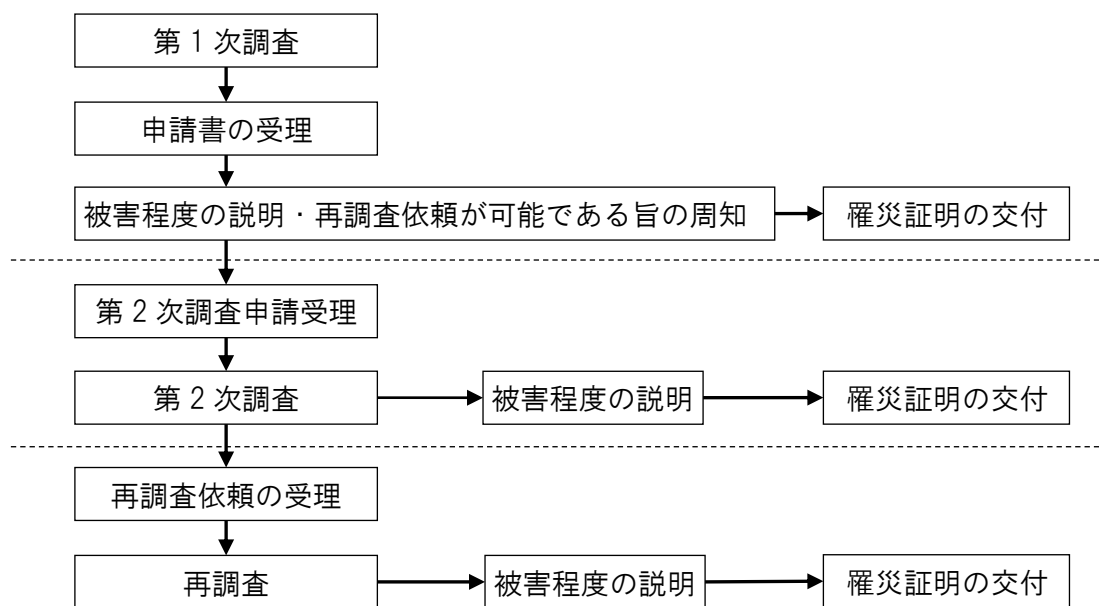 第1次調査
申請書の受理
被害程度の説明・再調査依頼が可能である旨の周知
罹災証明の交付
第2次調査申請受理
第2次調査
被害程度の説明
罹災証明の交付
再調査依頼の受理
再調査
被害程度の説明
罹災証明の交付